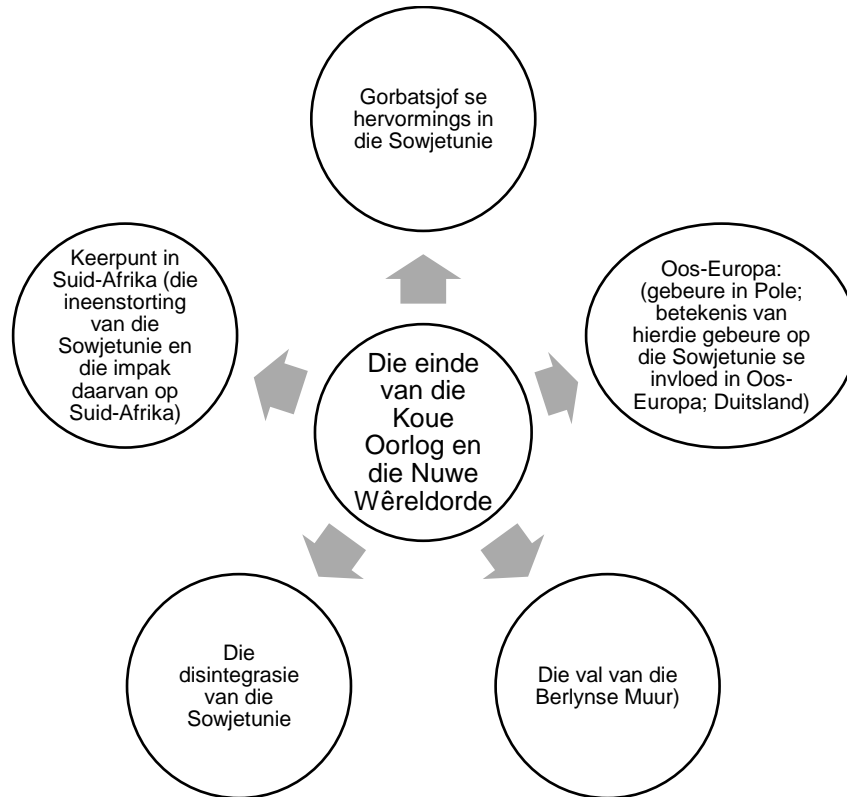 Gorbatsjof se
hervormings in
die Sowjetunie
Keerpunt in
Suid-Afrika (die
ineenstorting
van die
Sowjetunie en
die impak
daarvan op
Suid-Afrika)
Oos-Europa:
(gebeure in Pole;
betekenis van
hierdie gebeure op
die Sowjetunie se
invloed in Oos-
Europa; Duitsland)
Die einde
van die
Koue
Oorlog en
die Nuwe
Wêreldorde
Die
disintegrasie
van die
Sowjetunie
Die val van die
Berlynse Muur)